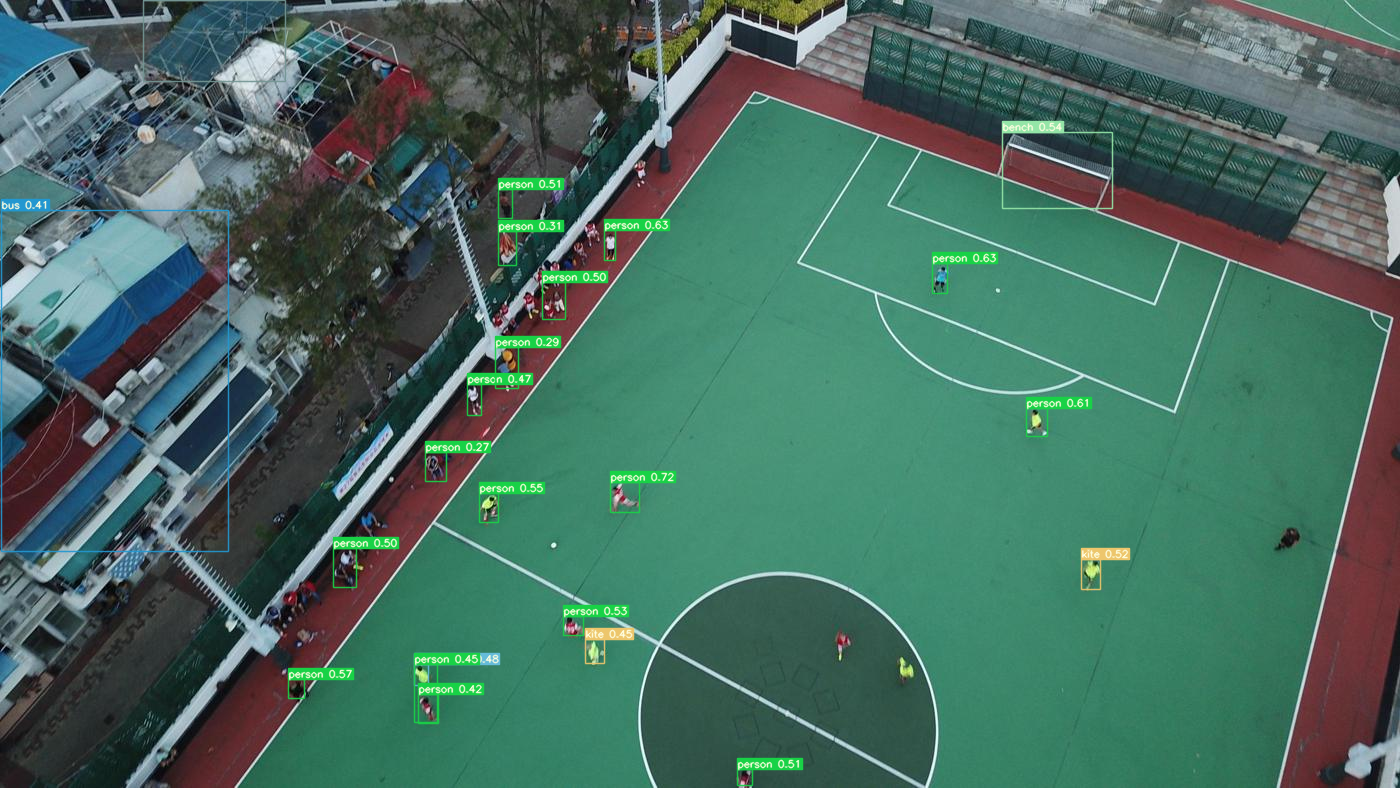 bench 0.54
person 0.51
bus 0.41
person 0.31
person 0.63
person 0.63
person 0.50
person 0.29
person 0.47
person 0.61
person 0.27
person 0.72
person 0.55
person 0.50
kite 0.52
person 0.53
kite 0.45
person 0.45
.48
person 0.57
person 0.42
person 0.51